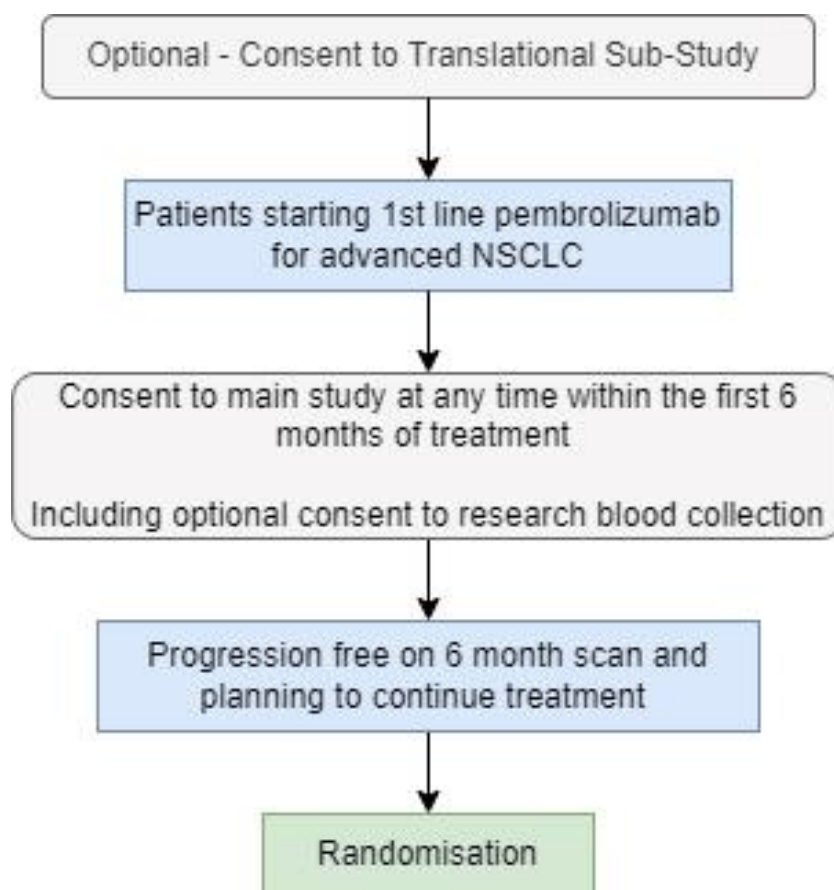 Optional - Consent to Translational Sub-Study
Patients starting 1st line pembrolizumab
for advanced NSCLC
Consent to main study at any time within the first 6
months of treatment
Including optional consent to research blood collection
Progression free on 6 month scan and
planning to continue treatment
Randomisation